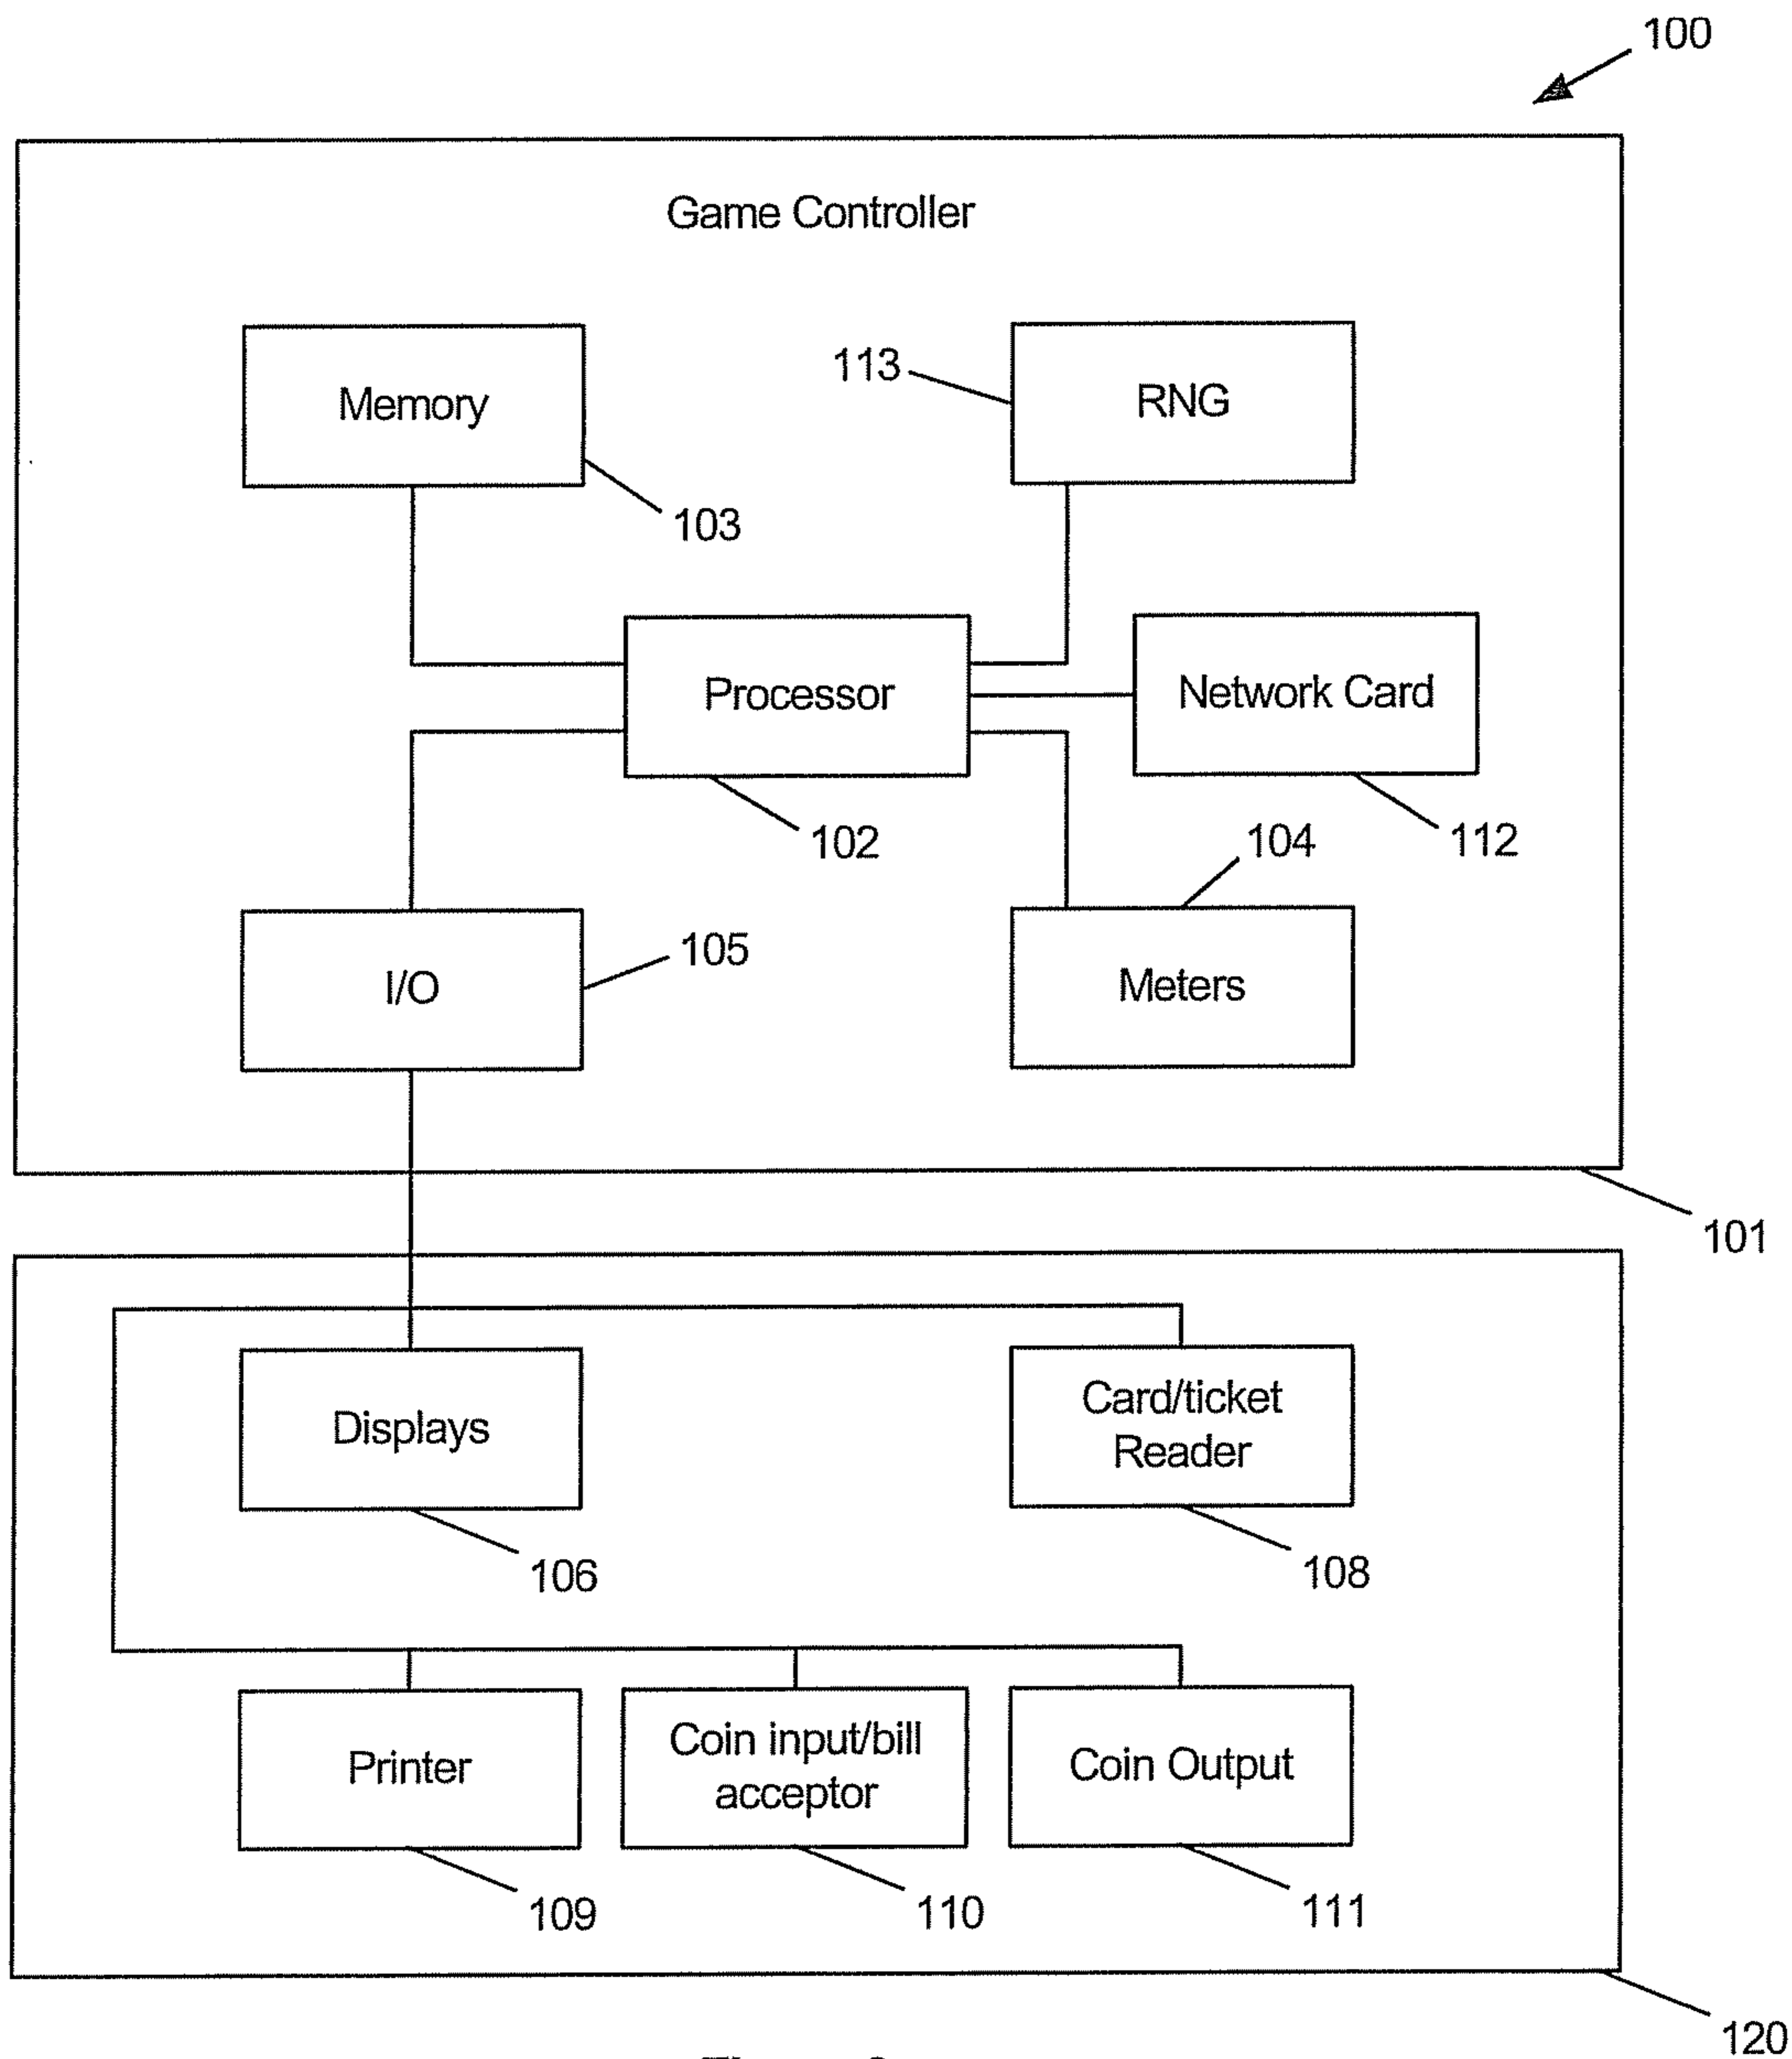 100
Game Controller
Memory
113
RNG
103
Processor
Network Card
102
104
112
105
I/O
Meters
101
Displays
Card/ticket
Reader
106
108
Printer
Coin input/bill
acceptor
Coin Output
109
110
111
120